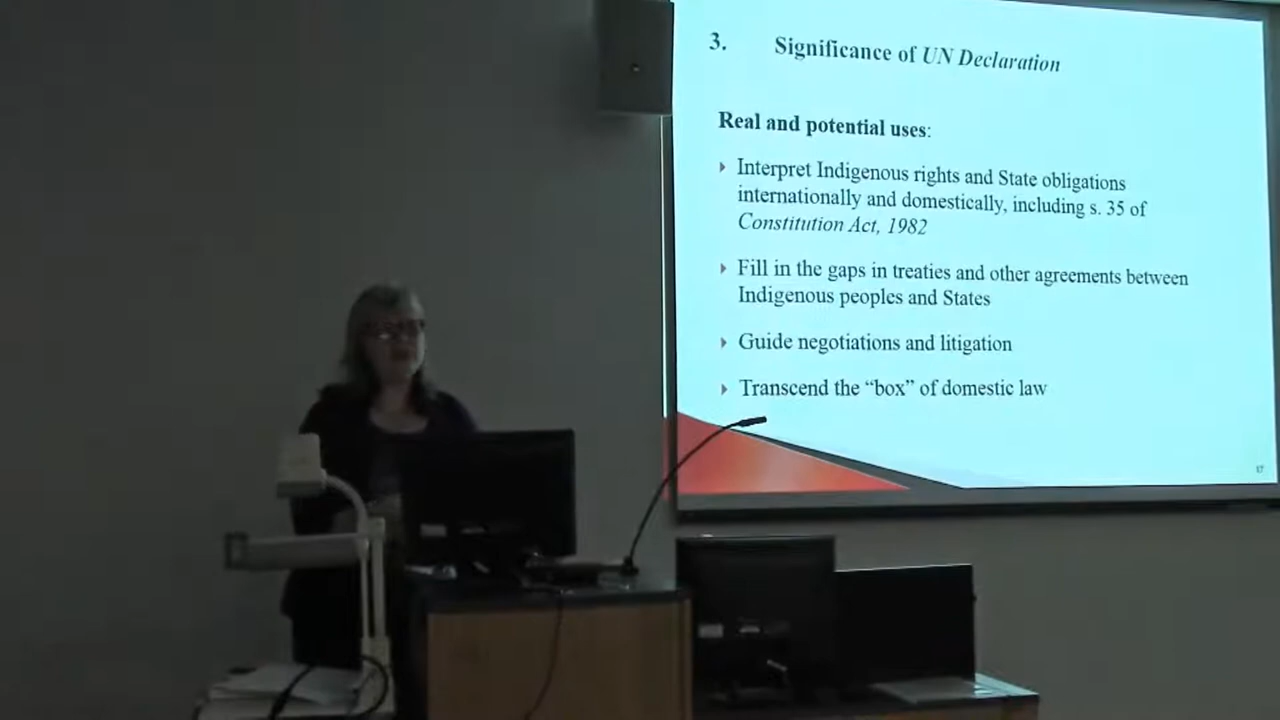 3. Significance of UN Declaration
Real and potential uses:
Interpret Indigenous rights and State obligations
internationally and domestically, including s. 35 of
Constitution Act, 1982
Fill in the gaps in treaties and other agreements between
Indigenous peoples and States
Guide negotiations and litigation
Transcend the “box” of domestic law
17